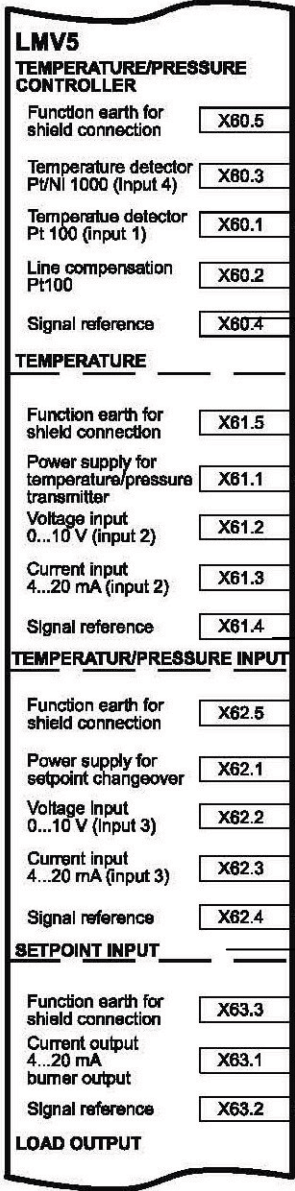 LMV5
TEMPERATURE/PRESSURE
CONTROLLER
Function earth for
shield connection
X60.5
Temperature detector
Pt/NI 1000 (Input 4)
X60.3
Temperatue detector
Pt 100 (input 1)
X60.1
Line compensation
Pt100
X60.2
Signal reference
X60.4
TEMPERATURE
Function earth for
shield connection
X61.5
Power supply for
temperature/pressure
transmitter
X61.1
Voltage input
0...10 V (input 2)
X61.2
Current input
4...20 mA (input 2)
X61.3
Signal reference
X61.4
TEMPERATUR/PRESSURE INPUT
Function earth for
shield connection
X62.5
Power supply for
setpoint changeover
X62.1
Voltage Input
0...10 V (Input 3)
X62.2
Current input
4...20 mA (input 3)
X62.3
Signal reference
X62.4
SETPOINT INPUT
Function earth for
shield connection
X63.3
Current output
4...20 mA
burner output
X63.1
Signal reference
X63.2
LOAD OUTPUT